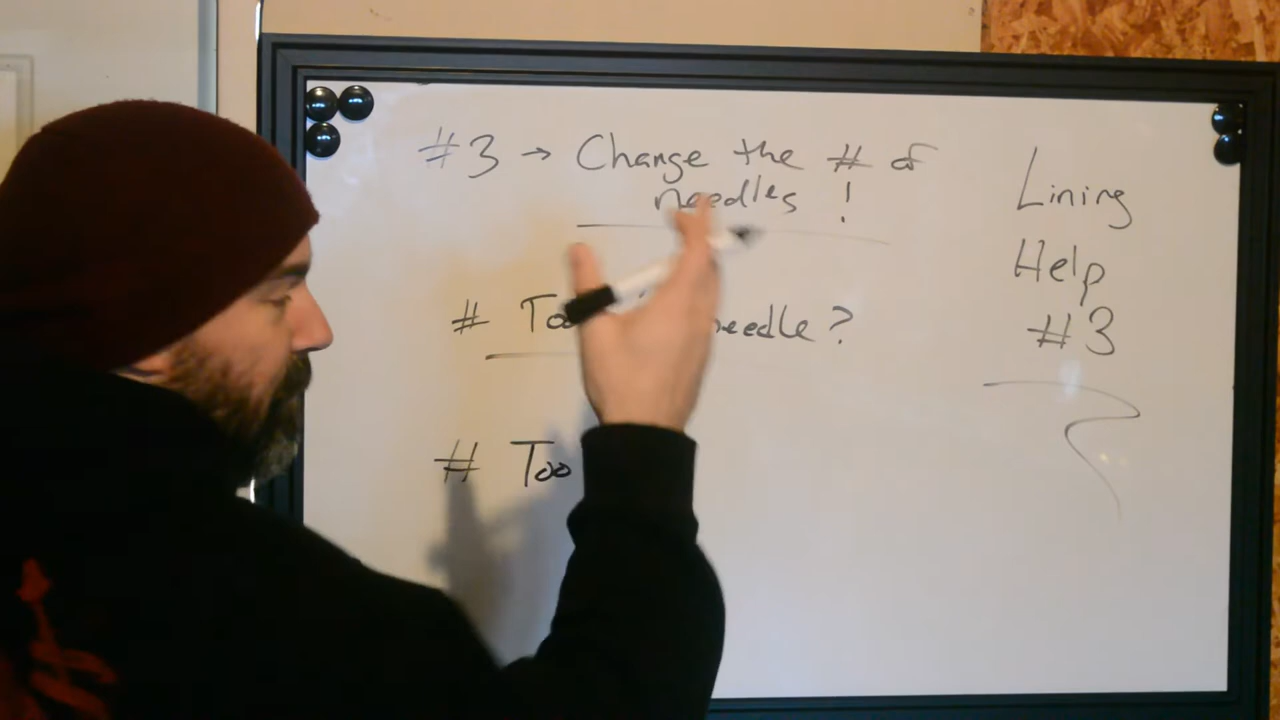 #3 → Change the # of
needles !
# Too needle?
# Too
Lining
Help
#3